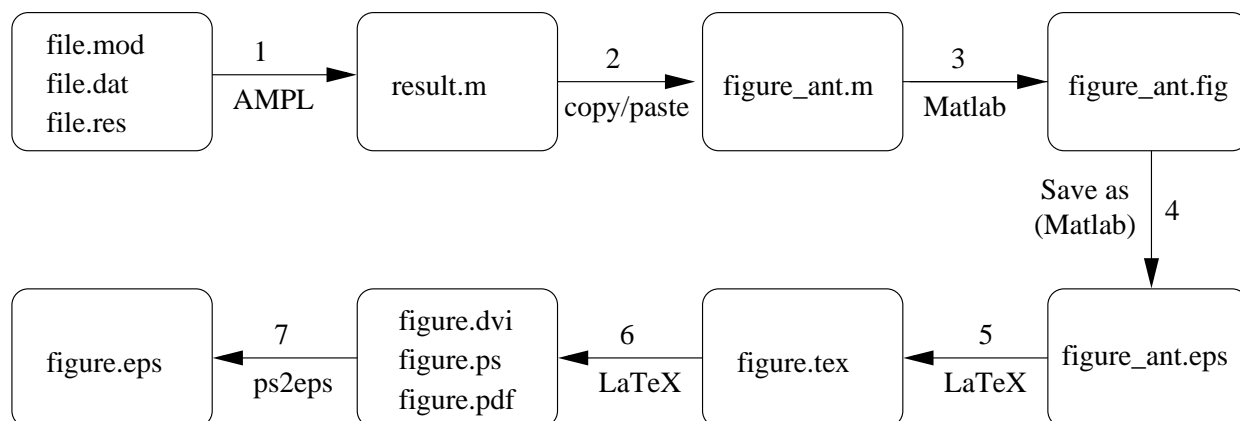 file.mod
file.dat
file.res
1
AMPL
result.m
2
copy/paste
figure_ant.m
3
Matlab
figure_ant.fig
Save as
(Matlab)
4
figure_ant.eps
5
LaTeX
figure.tex
6
LaTeX
figure.dvi
figure.ps
figure.pdf
7
ps2eps
figure.eps